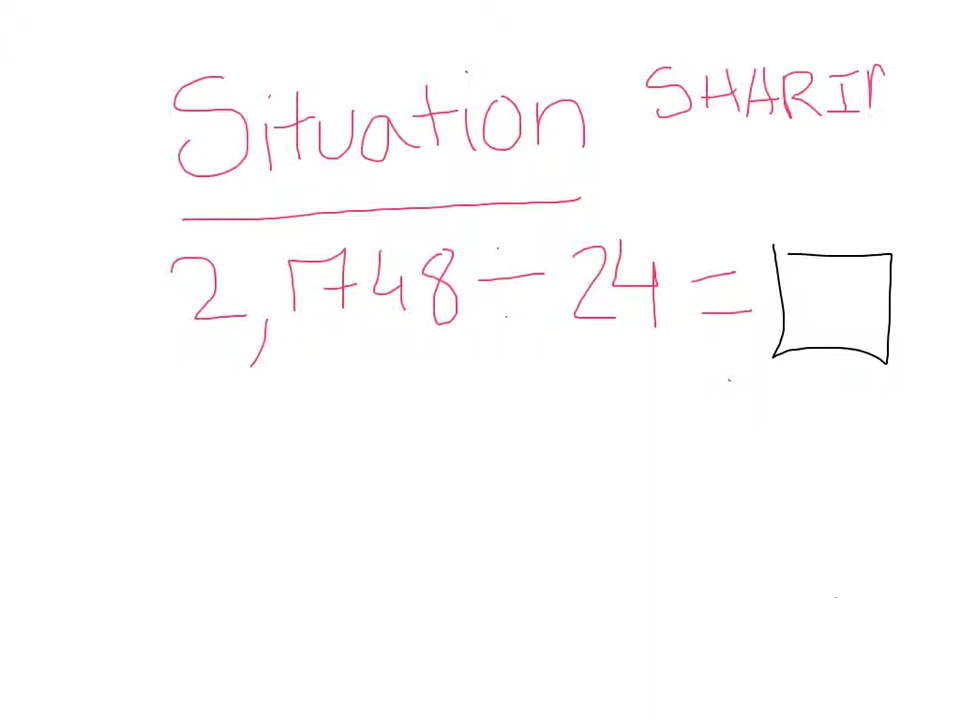 Situation SHARIN
2,748 ÷ 24 = □